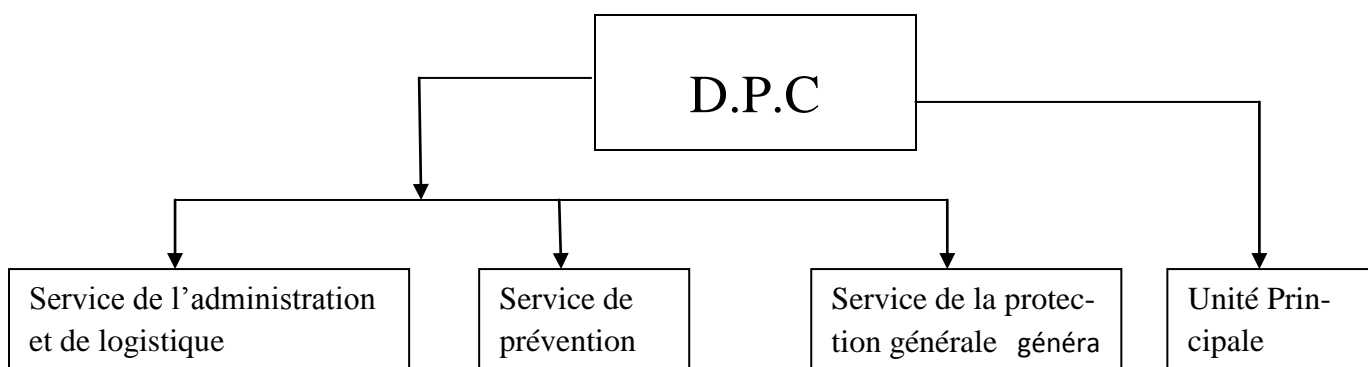 D.P.C
Service de l’administration
et de logistique
Service de
prévention
Service de la protec-
tion générale généra
Unité Prin-
cipale